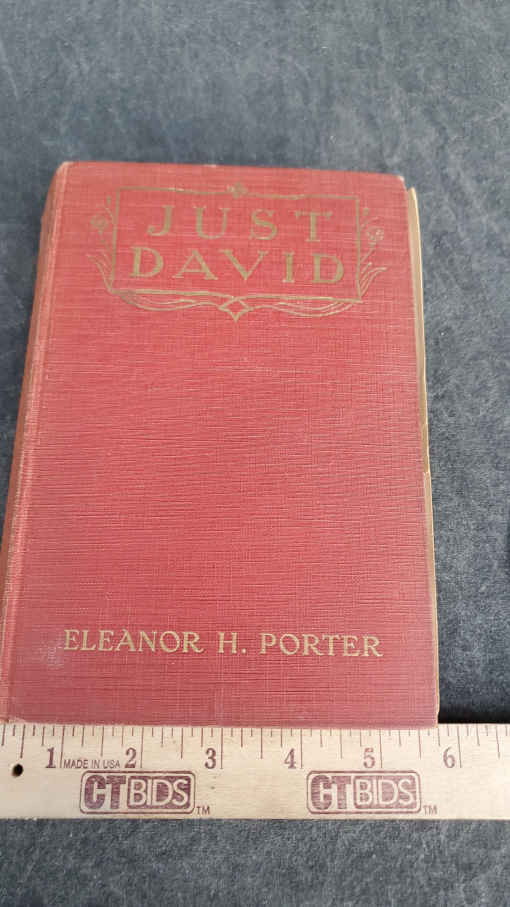 JUST
DAVID
ELEANOR H. PORTER
1 MADE IN USA 2 3 4 5 6
CTBIDS TM CTBIDS TM